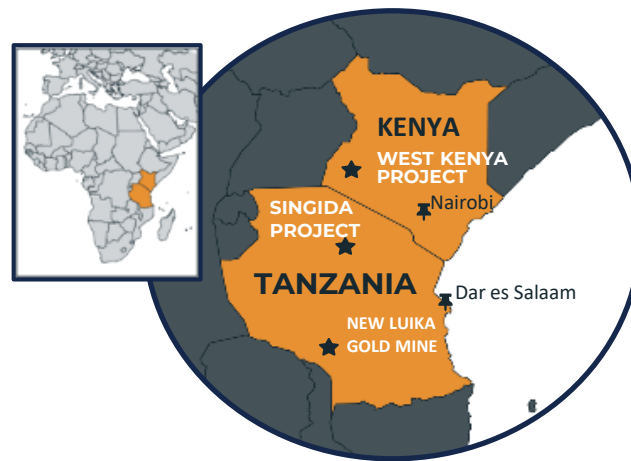 KENYA
WEST KENYA
PROJECT
Nairobi
SINGIDA
PROJECT
TANZANIA
Dar es Salaam
NEW LUIKA
GOLD MINE